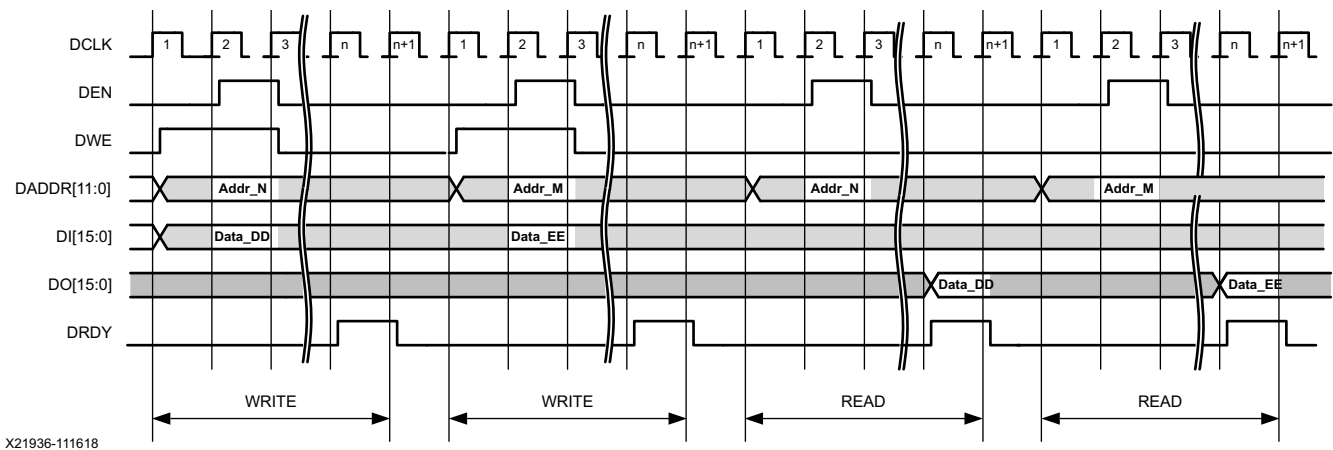 DCLK 1 2 3 n n+1 1 2 3 n n+1 1 2 3 n n+1 1 2 3 n n+1
DEN
DWE
DADDR[11:0] Addr_N Addr_M Addr_N Addr_M
DI[15:0] Data_DD Data_EE
DO[15:0] Data_DD Data_EE
DRDY
WRITE WRITE READ READ
X21936-111618